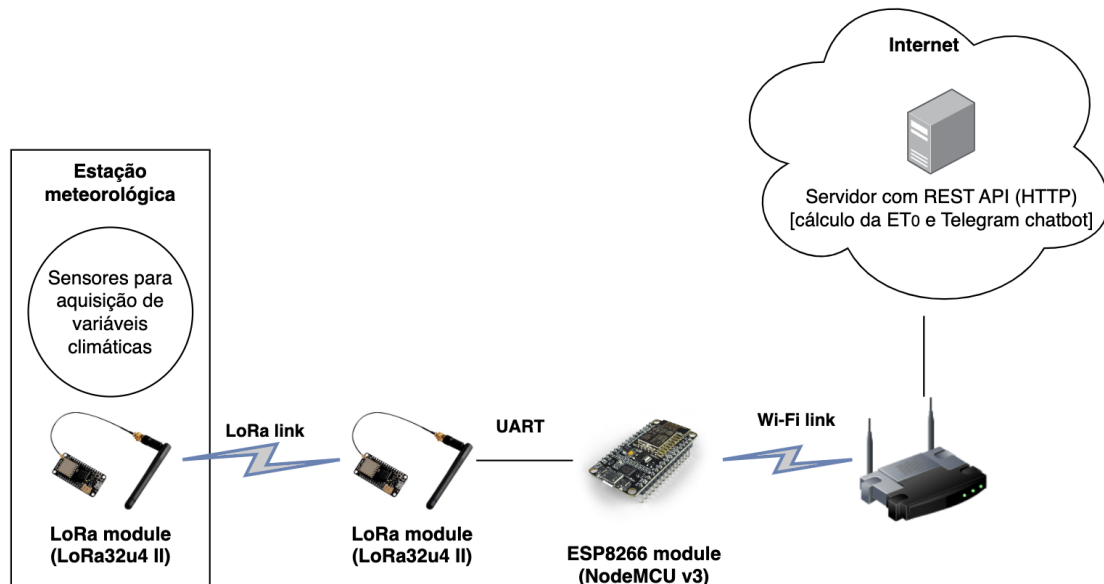 Internet
Servidor com REST API (HTTP)
[cálculo da ET0 e Telegram chatbot]
Estação
meteorológica
Sensores para
aquisição de
variáveis
climáticas
LoRa link
UART
Wi-Fi link
LoRa module
(LoRa32u4 II)
LoRa module
(LoRa32u4 II)
ESP8266 module
(NodeMCU v3)